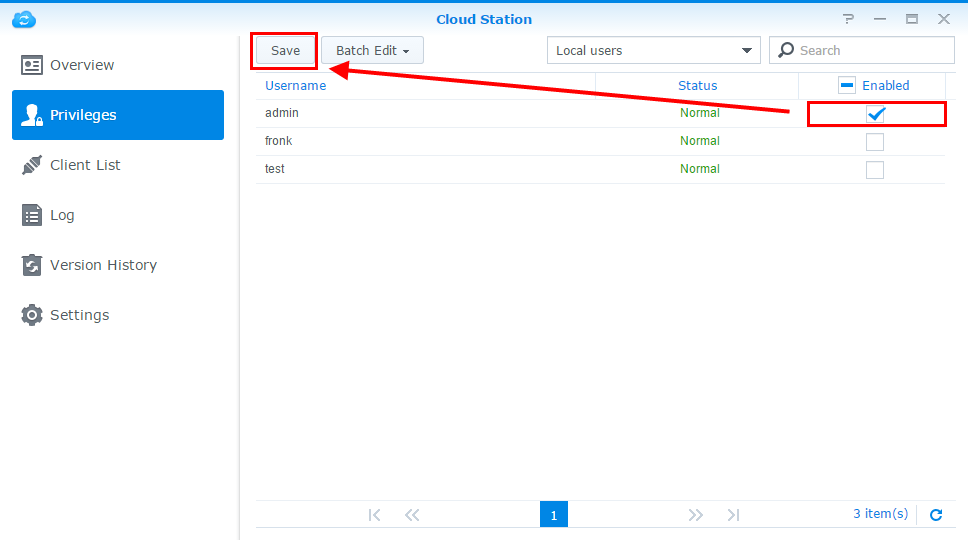 Cloud Station
Overview
Privileges
Client List
Log
Version History
Settings
Save Batch Edit Local users Search
Username Status Enabled
admin Normal
fronk Normal
test Normal
1 3 item(s)